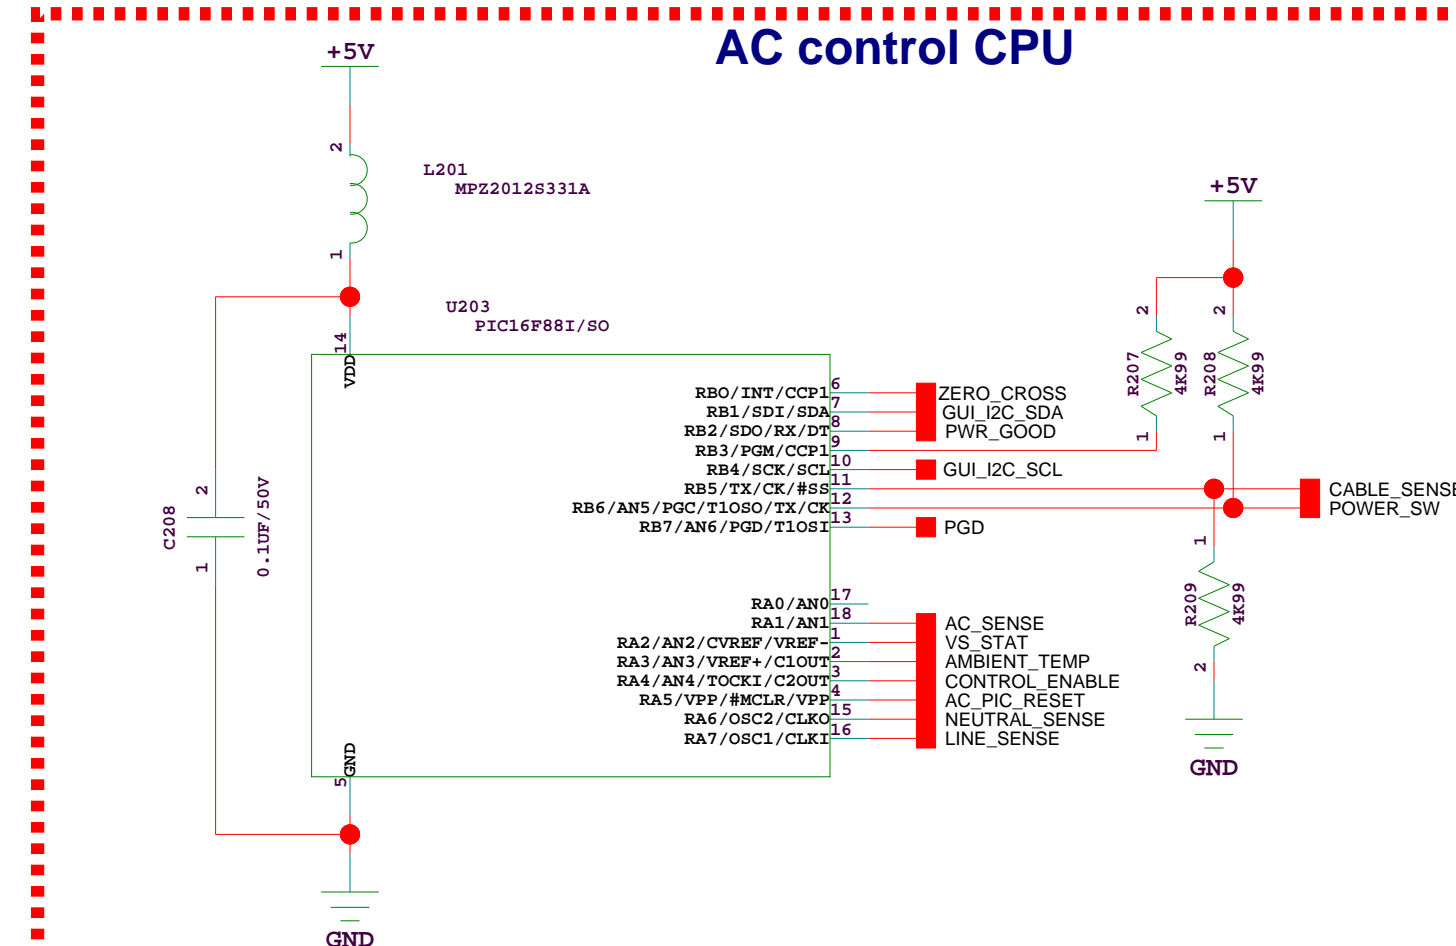 AC control CPU
+5V
2
L201
MPZ2012S331A
1
+5V
U203
PIC16F88I/SO
14
VDD
2
R207
4K99
1
2
R208
4K99
1
RBO/INT/CCP1 6 ZERO_CROSS
RB1/SDI/SDA 7 GUI_I2C_SDA
RB2/SDO/RX/DT 8 PWR_GOOD
RB3/PGM/CCP1 9
RB4/SCK/SCL 10 GUI_I2C_SCL
RB5/TX/CK/#SS 11 CABLE_SENSE
RB6/AN5/PGC/T1OSO/TX/CK 12 POWER_SW
RB7/AN6/PGD/T1OSI 13 PGD
2
C208
0.1UF/50V
1
1
R209
4K99
2
GND
RA0/AN0 17
RA1/AN1 18 AC_SENSE
RA2/AN2/CVREF/VREF- 1 VS_STAT
RA3/AN3/VREF+/C1OUT 2 AMBIENT_TEMP
RA4/AN4/TOCKI/C2OUT 3 CONTROL_ENABLE
RA5/VPP/#MCLR/VPP 4 AC_PIC_RESET
RA6/OSC2/CLKO 15 NEUTRAL_SENSE
RA7/OSC1/CLKI 16 LINE_SENSE
GND
5
GND